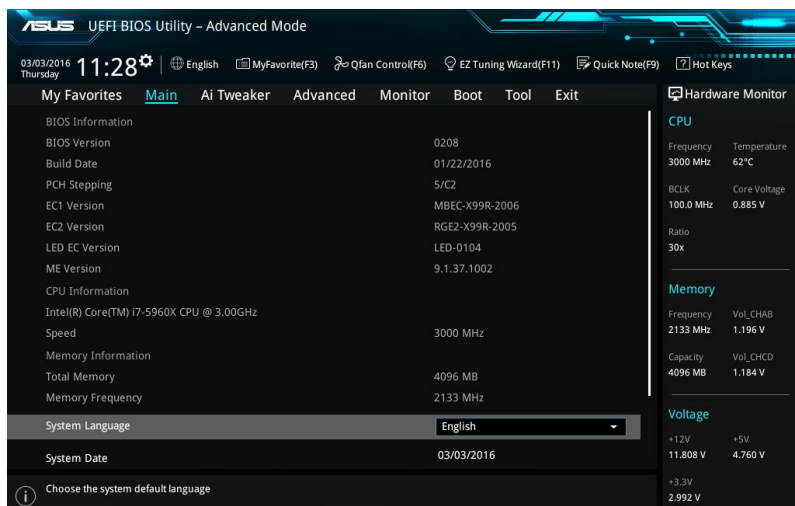 ASUS UEFI BIOS Utility – Advanced Mode
03/03/2016 Thursday 11:28 English MyFavorite(F3) Qfan Control(F6) EZ Tuning Wizard(F11) Quick Note(F9) ? Hot Keys
My Favorites Main Ai Tweaker Advanced Monitor Boot Tool Exit
BIOS Information
BIOS Version 0208
Build Date 01/22/2016
PCH Stepping 5/C2
EC1 Version MBEC-X99R-2006
EC2 Version RGE2-X99R-2005
LED EC Version LED-0104
ME Version 9.1.37.1002
CPU Information
Intel(R) Core(TM) i7-5960X CPU @ 3.00GHz
Speed 3000 MHz
Memory Information
Total Memory 4096 MB
Memory Frequency 2133 MHz
System Language English
System Date 03/03/2016
i Choose the system default language
Hardware Monitor
CPU
Frequency Temperature
3000 MHz 62°C
BCLK Core Voltage
100.0 MHz 0.885 V
Ratio
30x
Memory
Frequency Vol_CHAB
2133 MHz 1.196 V
Capacity Vol_CHCD
4096 MB 1.184 V
Voltage
+12V +5V
11.808 V 4.760 V
+3.3V
2.992 V